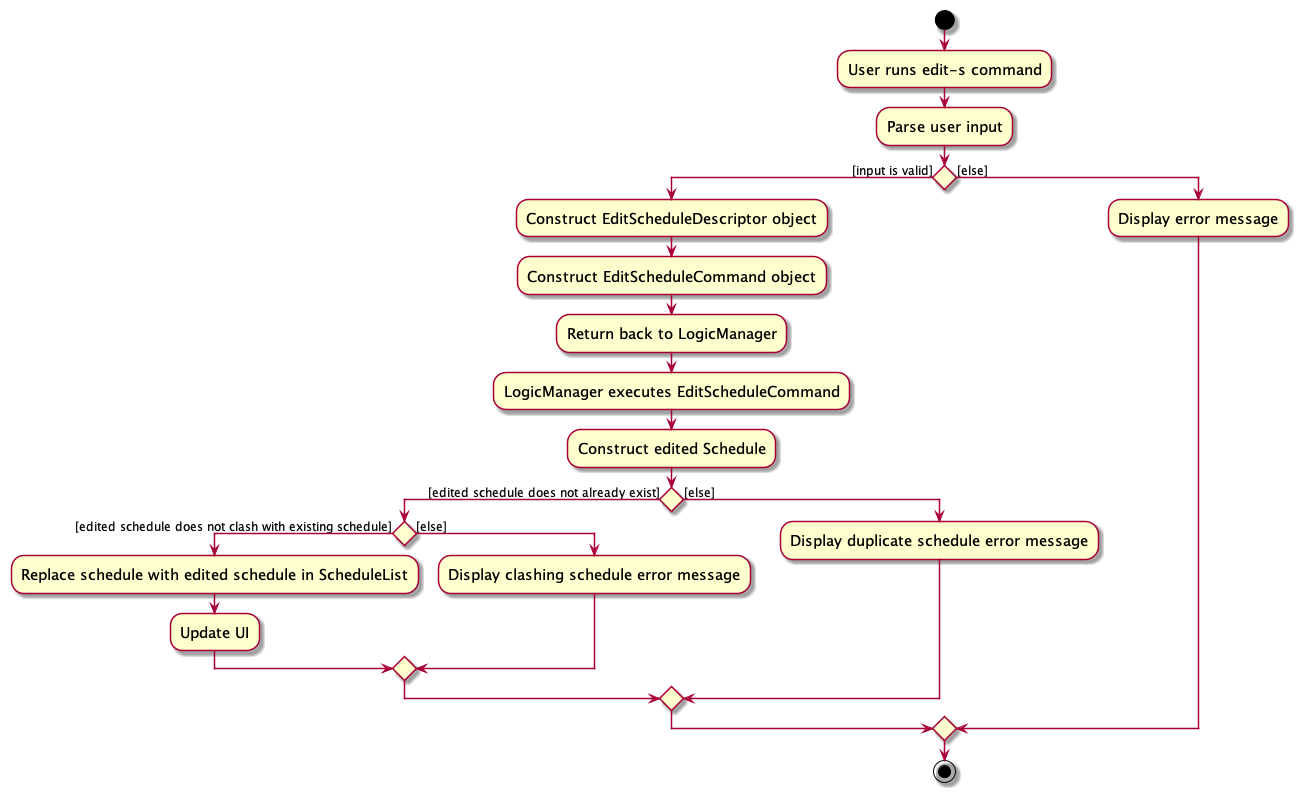 User runs edit-s command
Parse user input
[input is valid]
[else]
Construct EditScheduleDescriptor object
Display error message
Construct EditScheduleCommand object
Return back to LogicManager
LogicManager executes EditScheduleCommand
Construct edited Schedule
[edited schedule does not already exist]
[else]
[edited schedule does not clash with existing schedule]
[else]
Display duplicate schedule error message
Replace schedule with edited schedule in ScheduleList
Display clashing schedule error message
Update UI